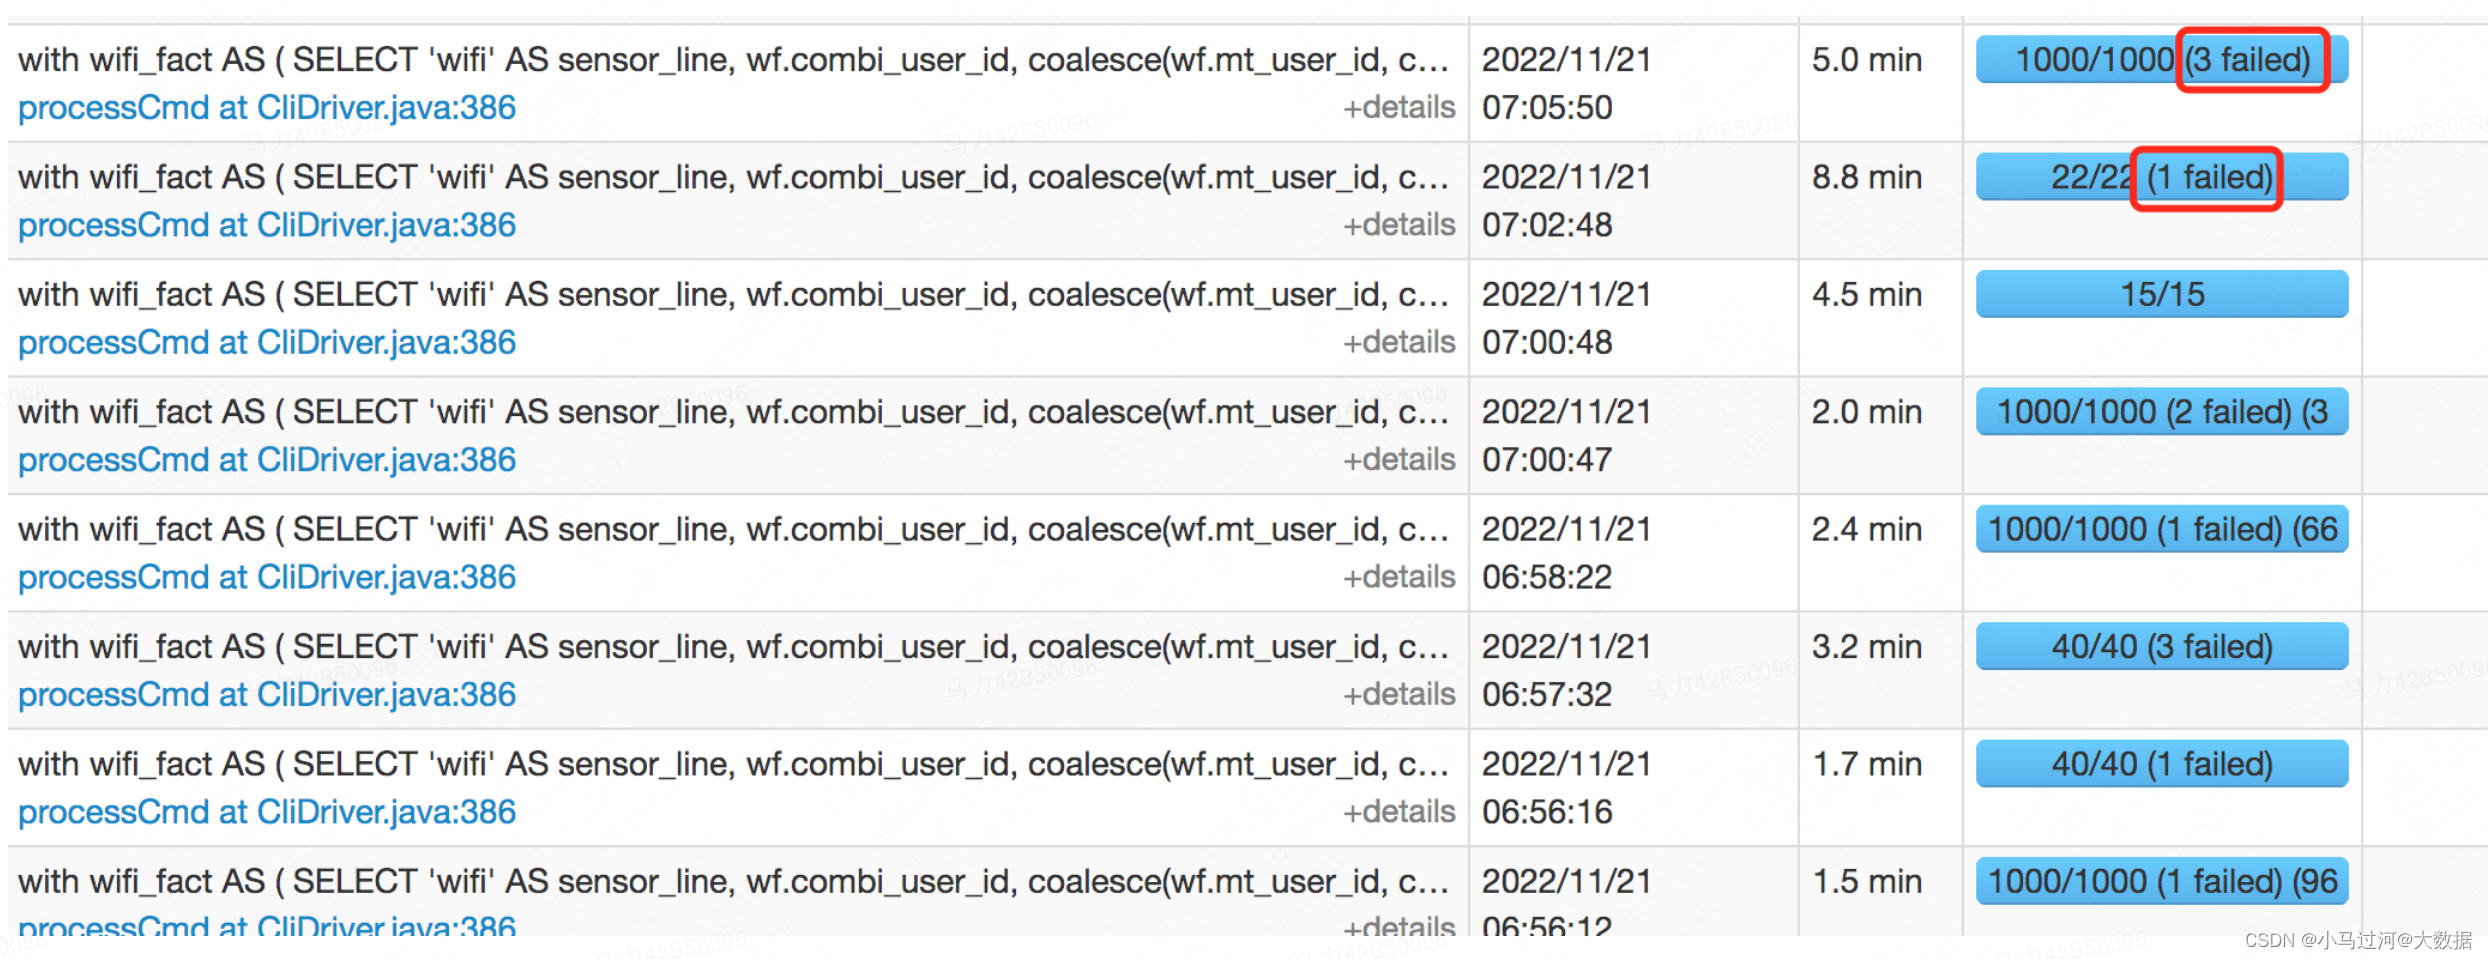 with wifi_fact AS ( SELECT 'wifi' AS sensor_line, wf.combi_user_id, coalesce(wf.mt_user_id, c... 2022/11/21 5.0 min 1000/1000 (3 failed)
processCmd at CliDriver.java:386 +details 07:05:50
with wifi_fact AS ( SELECT 'wifi' AS sensor_line, wf.combi_user_id, coalesce(wf.mt_user_id, c... 2022/11/21 8.8 min 22/22 (1 failed)
processCmd at CliDriver.java:386 +details 07:02:48
with wifi_fact AS ( SELECT 'wifi' AS sensor_line, wf.combi_user_id, coalesce(wf.mt_user_id, c... 2022/11/21 4.5 min 15/15
processCmd at CliDriver.java:386 +details 07:00:48
with wifi_fact AS ( SELECT 'wifi' AS sensor_line, wf.combi_user_id, coalesce(wf.mt_user_id, c... 2022/11/21 2.0 min 1000/1000 (2 failed) (3
processCmd at CliDriver.java:386 +details 07:00:47
with wifi_fact AS ( SELECT 'wifi' AS sensor_line, wf.combi_user_id, coalesce(wf.mt_user_id, c... 2022/11/21 2.4 min 1000/1000 (1 failed) (66
processCmd at CliDriver.java:386 +details 06:58:22
with wifi_fact AS ( SELECT 'wifi' AS sensor_line, wf.combi_user_id, coalesce(wf.mt_user_id, c... 2022/11/21 3.2 min 40/40 (3 failed)
processCmd at CliDriver.java:386 +details 06:57:32
with wifi_fact AS ( SELECT 'wifi' AS sensor_line, wf.combi_user_id, coalesce(wf.mt_user_id, c... 2022/11/21 1.7 min 40/40 (1 failed)
processCmd at CliDriver.java:386 +details 06:56:16
with wifi_fact AS ( SELECT 'wifi' AS sensor_line, wf.combi_user_id, coalesce(wf.mt_user_id, c... 2022/11/21 1.5 min 1000/1000 (1 failed) (96
processCmd at CliDriver.java:386 +details 06:56:12
CSDN @小马过河@大数据